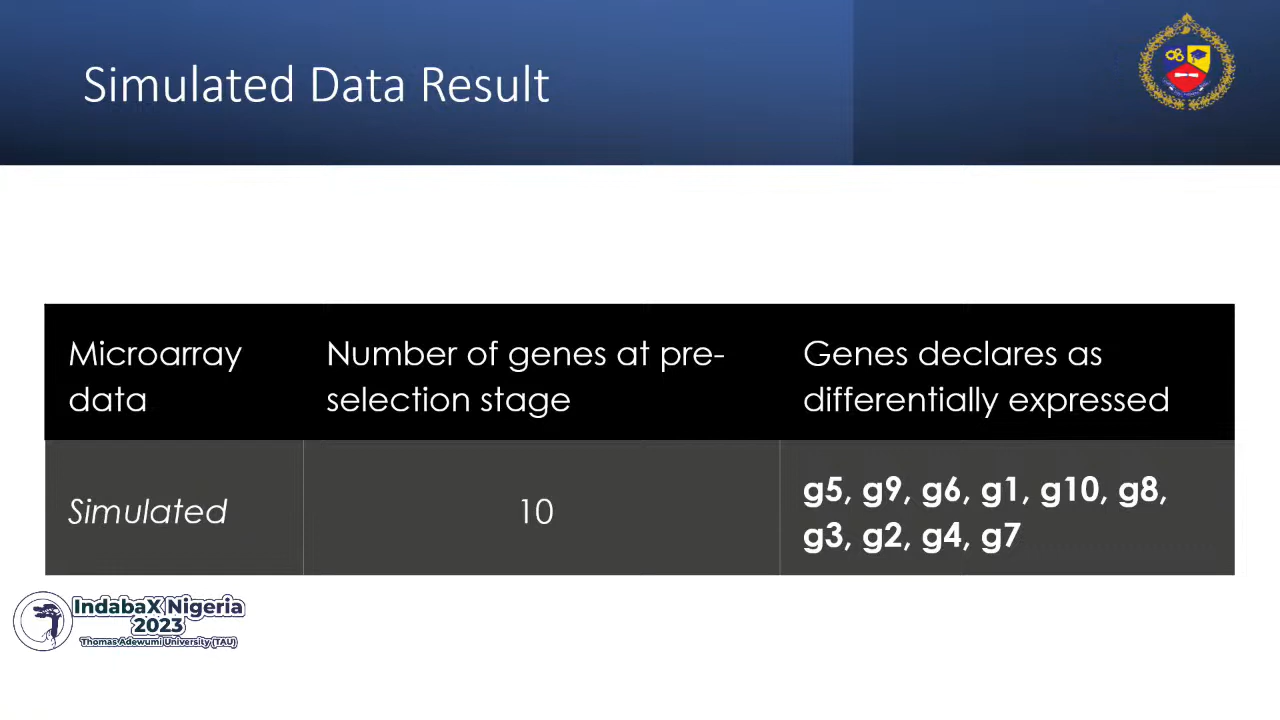 Simulated Data Result
Microarray data
Number of genes at pre-selection stage
Genes declares as differentially expressed
Simulated
10
g5, g9, g6, g1, g10, g8,
g3, g2, g4, g7
IndabaX Nigeria
2023
Thomas Adewumi University (TAU)